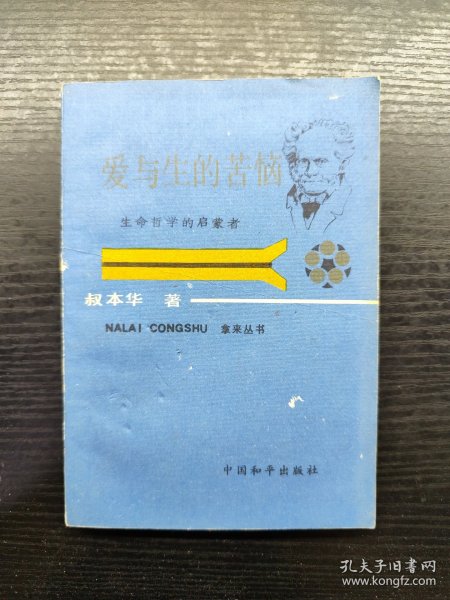 爱与生的苦恼
生命哲学的启蒙者
叔本华 著
NALAI CONGSHU 拿来丛书
中国和平出版社
孔夫子旧书网
www.kongfz.com